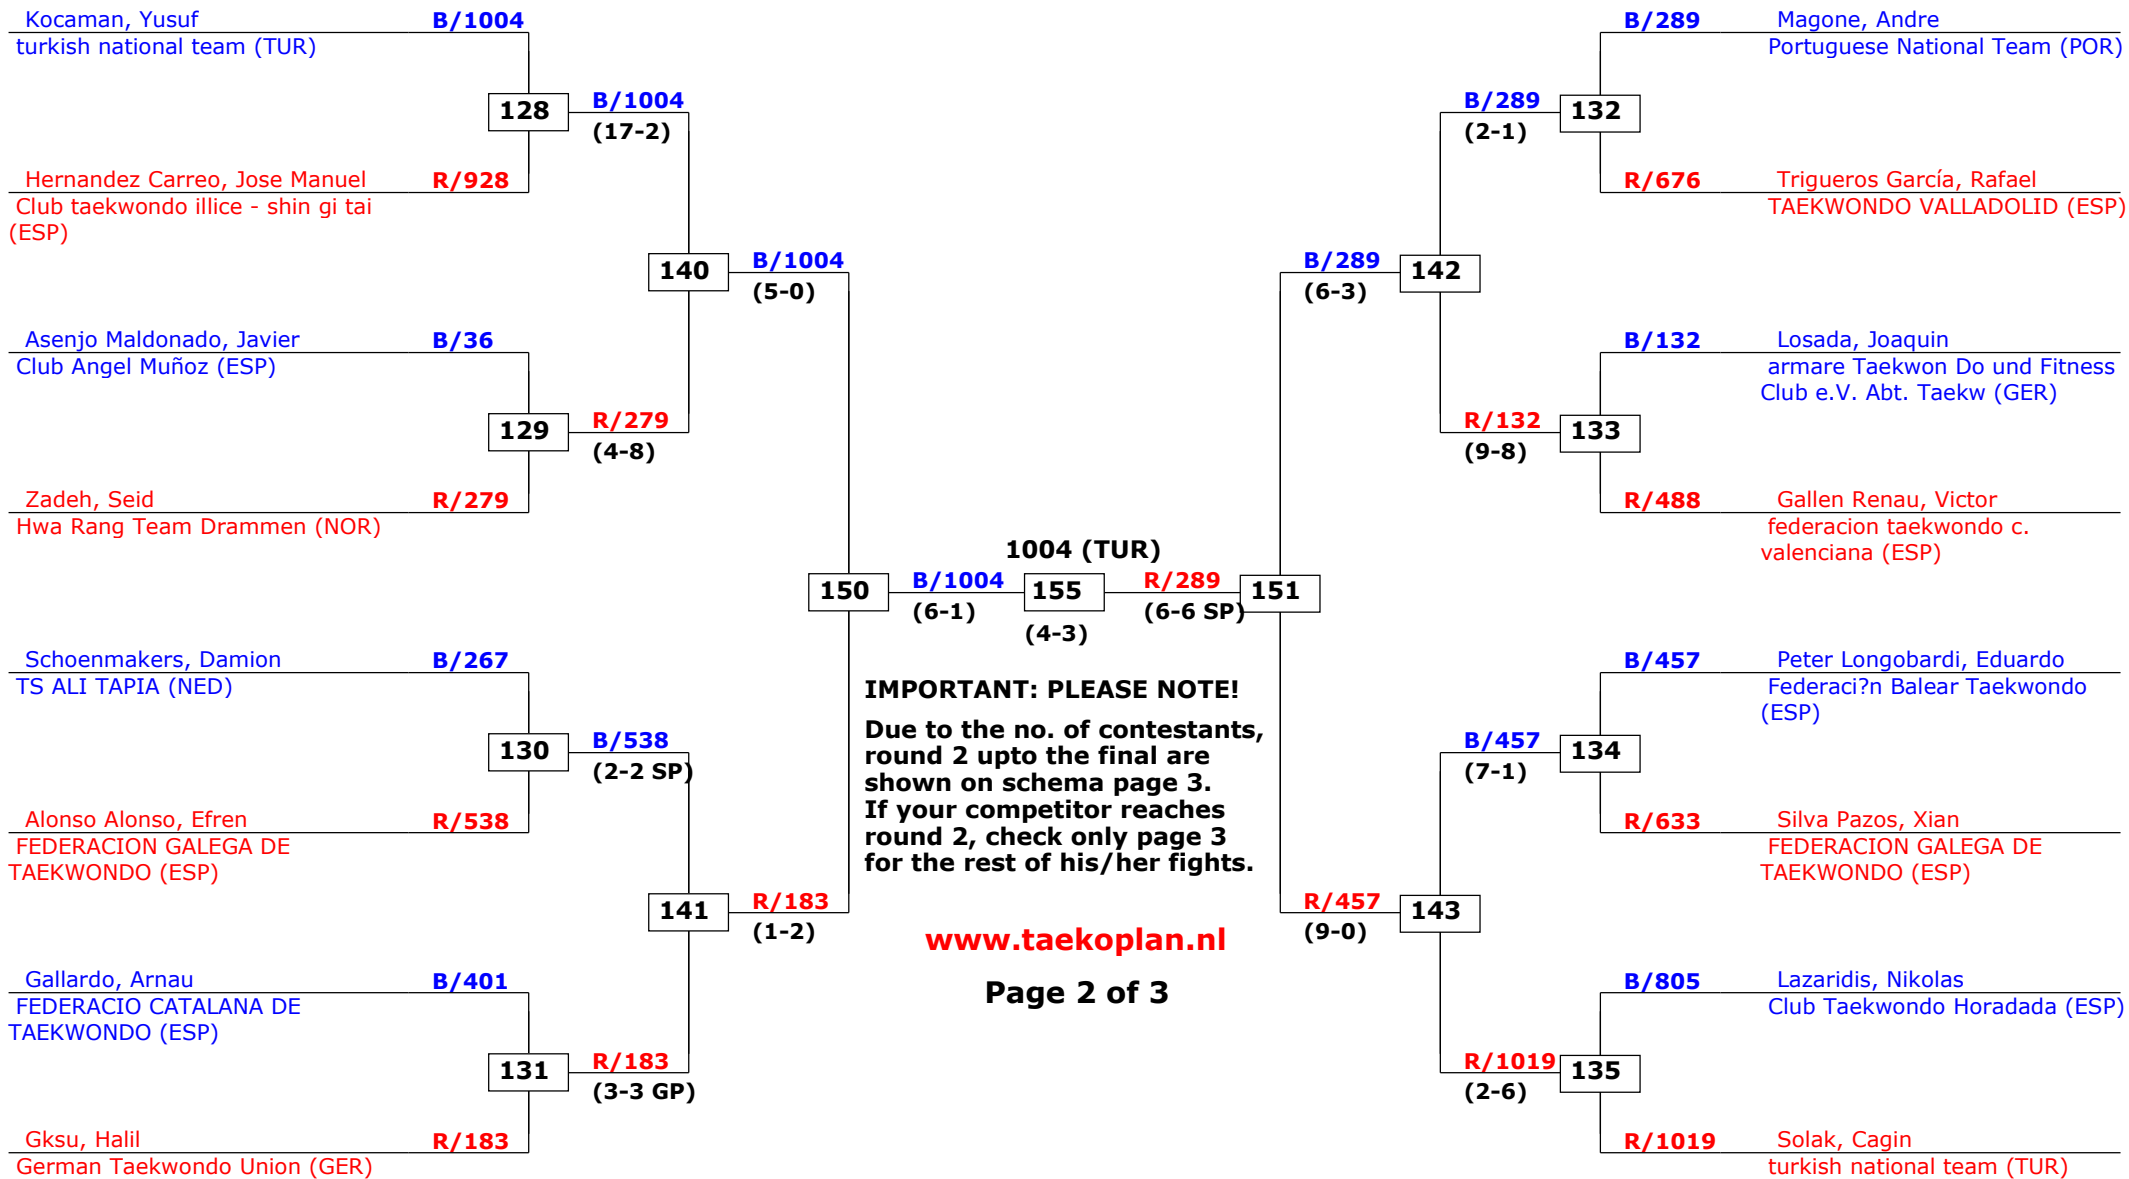 Kocaman, Yusuf B/1004
turkish national team (TUR)
128
B/1004
(17-2)
Hernandez Carreo, Jose Manuel R/928
Club taekwondo illice - shin gi tai
(ESP)
140
B/1004
(5-0)
Asenjo Maldonado, Javier B/36
Club Angel Muñoz (ESP)
129
R/279
(4-8)
Zadeh, Seid R/279
Hwa Rang Team Drammen (NOR)
150
B/1004
(6-1)
Schoenmakers, Damion B/267
TS ALI TAPIA (NED)
130
B/538
(2-2 SP)
Alonso Alonso, Efren R/538
FEDERACION GALEGA DE
TAEKWONDO (ESP)
141
R/183
(1-2)
Gallardo, Arnau B/401
FEDERACIO CATALANA DE
TAEKWONDO (ESP)
131
R/183
(3-3 GP)
Gksu, Halil R/183
German Taekwondo Union (GER)
1004 (TUR)
155
(4-3)
IMPORTANT: PLEASE NOTE!
Due to the no. of contestants,
round 2 upto the final are
shown on schema page 3.
If your competitor reaches
round 2, check only page 3
for the rest of his/her fights.
www.taekoplan.nl
Page 2 of 3
B/289 Magone, Andre
Portuguese National Team (POR)
B/289
(2-1)
132
R/676 Trigueros García, Rafael
TAEKWONDO VALLADOLID (ESP)
B/289
(6-3)
142
B/132 Losada, Joaquin
armare Taekwon Do und Fitness
Club e.V. Abt. Taekw (GER)
R/132
(9-8)
133
R/488 Gallen Renau, Victor
federacion taekwondo c.
valenciana (ESP)
R/289
(6-6 SP)
151
B/457 Peter Longobardi, Eduardo
Federaci?n Balear Taekwondo
(ESP)
B/457
(7-1)
134
R/633 Silva Pazos, Xian
FEDERACION GALEGA DE
TAEKWONDO (ESP)
R/457
(9-0)
143
B/805 Lazaridis, Nikolas
Club Taekwondo Horadada (ESP)
R/1019
(2-6)
135
R/1019 Solak, Cagin
turkish national team (TUR)